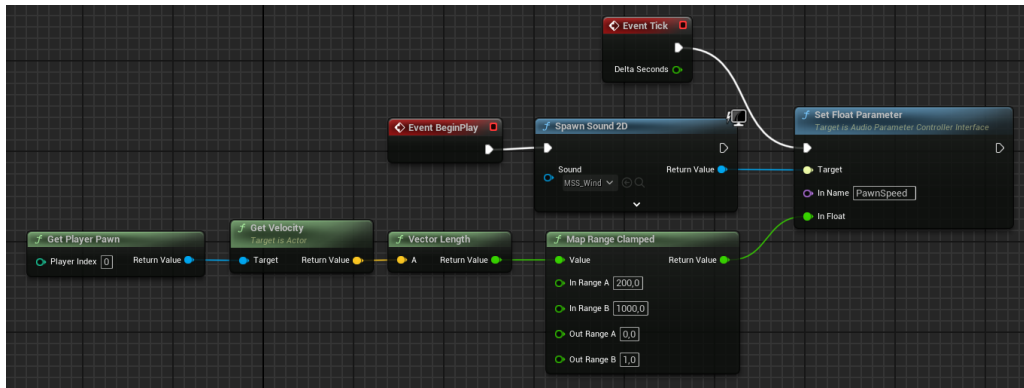 Event Tick
Delta Seconds
Event BeginPlay
f Spawn Sound 2D
Sound
MSS_Wind
Return Value
f Set Float Parameter
Target is Audio Parameter Controller Interface
Target
In Name PawnSpeed
In Float
f Get Player Pawn
Player Index 0 Return Value
f Get Velocity
Target is Actor
Target Return Value
f Vector Length
A Return Value
f Map Range Clamped
Value Return Value
In Range A 200,0
In Range B 1000,0
Out Range A 0,0
Out Range B 1,0